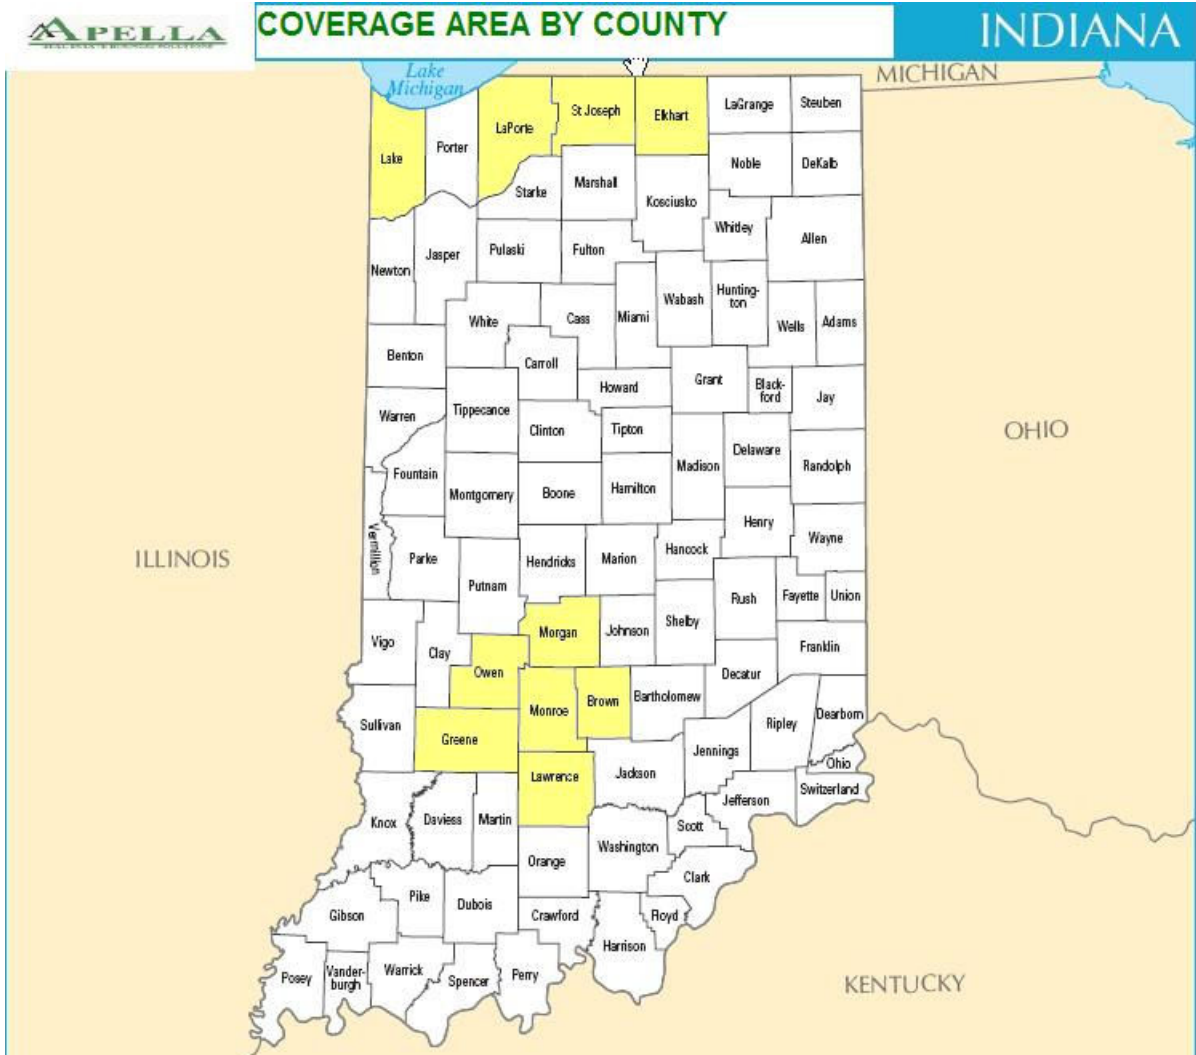 APELLA
COVERAGE AREA BY COUNTY
INDIANA
Lake
Michigan
MICHIGAN
St Joseph
Elkhart
LaGrange
Steuben
LaPorte
Porter
Lake
Noble
DeKalb
Starke
Marshall
Kosciusko
Whitley
Allen
Newton
Jasper
Pulaski
Fulton
Wabash
Hunting-
ton
White
Cass
Miami
Wells
Adams
Benton
Carroll
Howard
Grant
Black-
ford
Jay
Warren
Tippecance
Clinton
Tipton
OHIO
Fountain
Montgomery
Boone
Hamilton
Madison
Delaware
Randolph
Vermillion
Henry
Wayne
ILLINOIS
Parke
Putnam
Hendricks
Marion
Hancock
Rush
Fayette
Union
Vigo
Clay
Morgan
Johnson
Shelby
Franklin
Owen
Decatur
Sullivan
Greene
Monroe
Brown
Bartholomew
Ripley
Dearborn
Lawrence
Jackson
Jennings
Ohio
Jefferson
Switzerland
Knox
Daviess
Martin
Orange
Washington
Scott
Clark
Gibson
Pike
Dubois
Crawford
Floyd
Harrison
Posey
Vander-
burgh
Warrick
Spencer
Perry
KENTUCKY